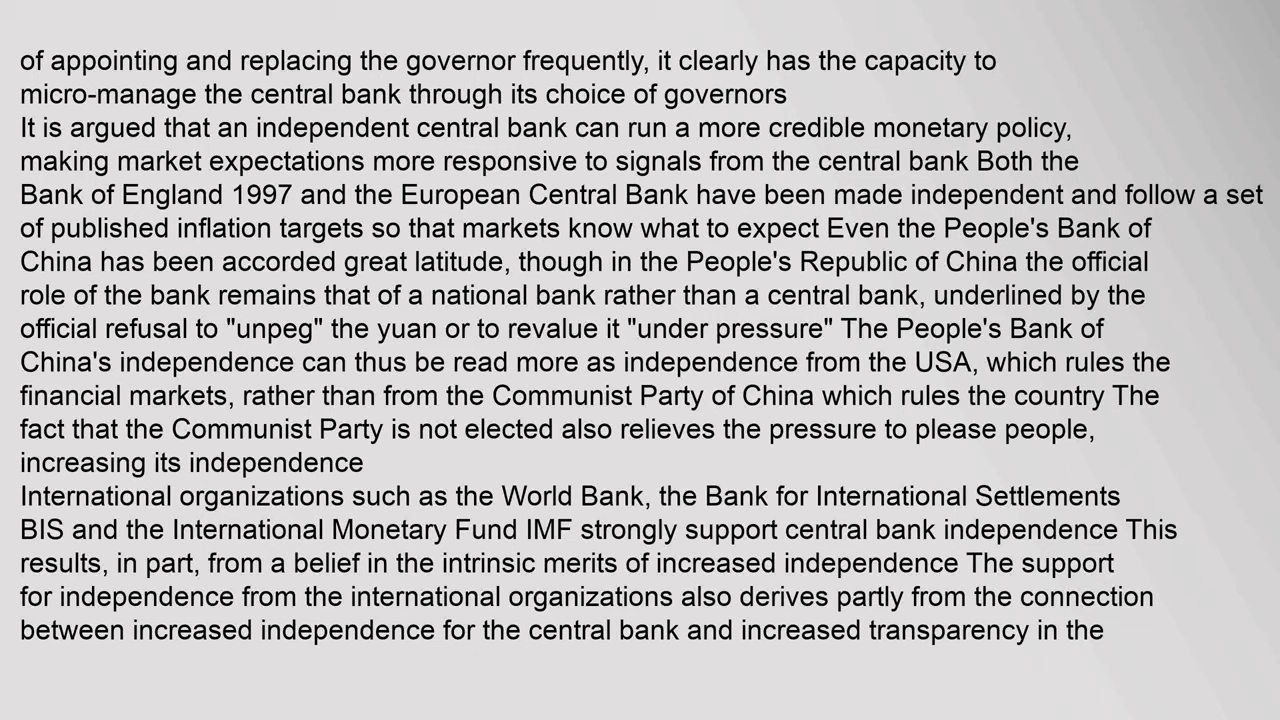 of appointing and replacing the governor frequently, it clearly has the capacity to
micro-manage the central bank through its choice of governors
It is argued that an independent central bank can run a more credible monetary policy,
making market expectations more responsive to signals from the central bank Both the
Bank of England 1997 and the European Central Bank have been made independent and follow a set
of published inflation targets so that markets know what to expect Even the People's Bank of
China has been accorded great latitude, though in the People's Republic of China the official
role of the bank remains that of a national bank rather than a central bank, underlined by the
official refusal to "unpeg" the yuan or to revalue it "under pressure" The People's Bank of
China's independence can thus be read more as independence from the USA, which rules the
financial markets, rather than from the Communist Party of China which rules the country The
fact that the Communist Party is not elected also relieves the pressure to please people,
increasing its independence
International organizations such as the World Bank, the Bank for International Settlements
BIS and the International Monetary Fund IMF strongly support central bank independence This
results, in part, from a belief in the intrinsic merits of increased independence The support
for independence from the international organizations also derives partly from the connection
between increased independence for the central bank and increased transparency in the